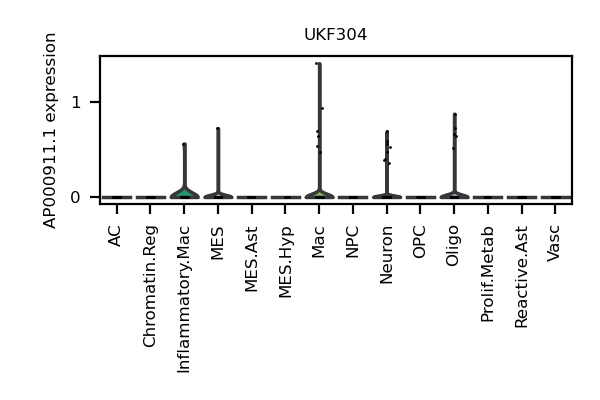 UKF304
AP000911.1 expression
1
0
AC
Chromatin.Reg
Inflammatory.Mac
MES
MES.Ast
MES.Hyp
Mac
NPC
Neuron
OPC
Oligo
Prolif.Metab
Reactive.Ast
Vasc